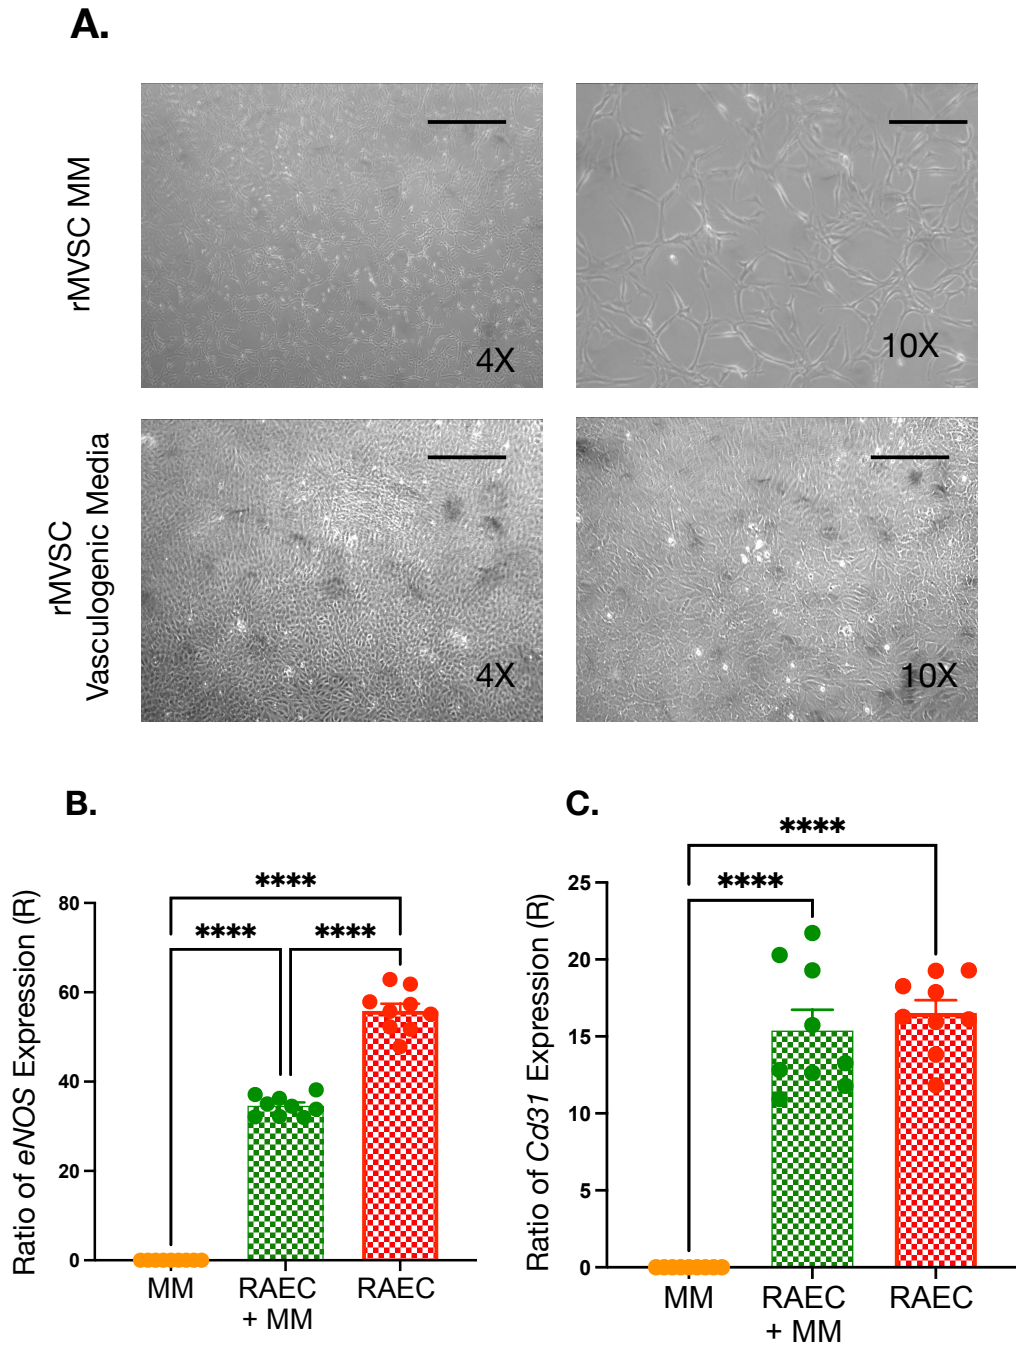 A.
rMVSC MM
4X
10X
rMVSC
Vasculogenic Media
4X
10X
B.
Ratio of eNOS Expression (R)
80
60
40
20
0
****
****
****
MM
RAEC
+ MM
RAEC
C.
Ratio of Cd31 Expression (R)
25
20
15
10
5
0
****
****
MM
RAEC
+ MM
RAEC